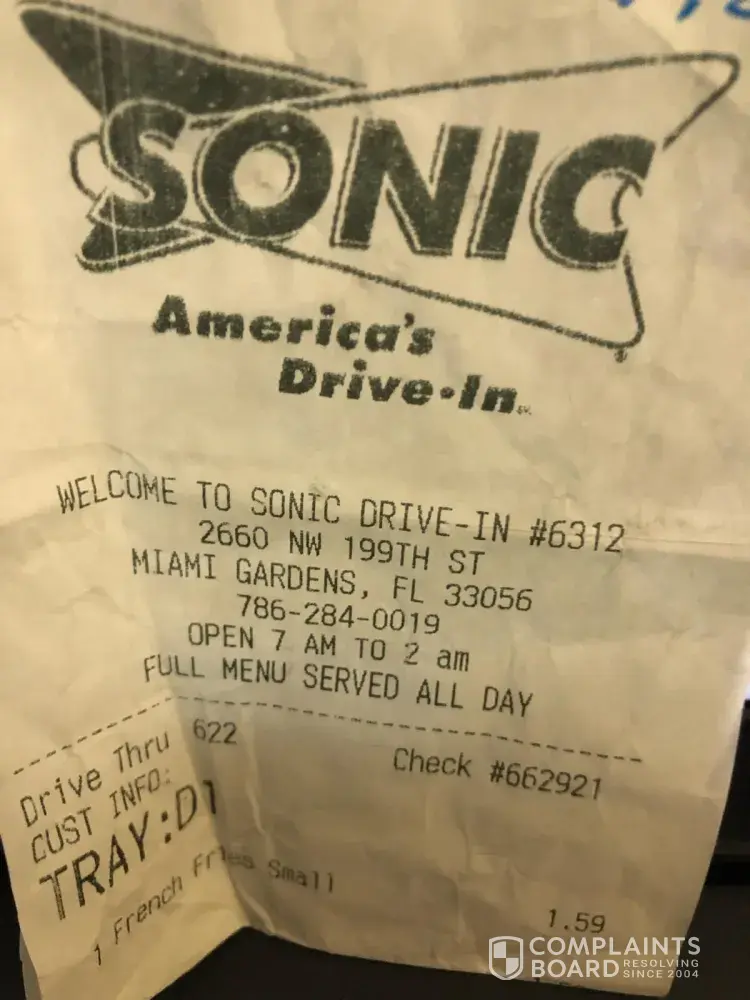 SONIC
America's
Drive-In
WELCOME TO SONIC DRIVE-IN #6312
2660 NW 199TH ST
MIAMI GARDENS, FL 33056
786-284-0019
OPEN 7 AM TO 2 am
FULL MENU SERVED ALL DAY
Drive Thru 622 Check #662921
CUST INFO:
TRAY:D1
1 French Fries Small 1.59
COMPLAINTS
BOARD RESOLVING
SINCE 2004